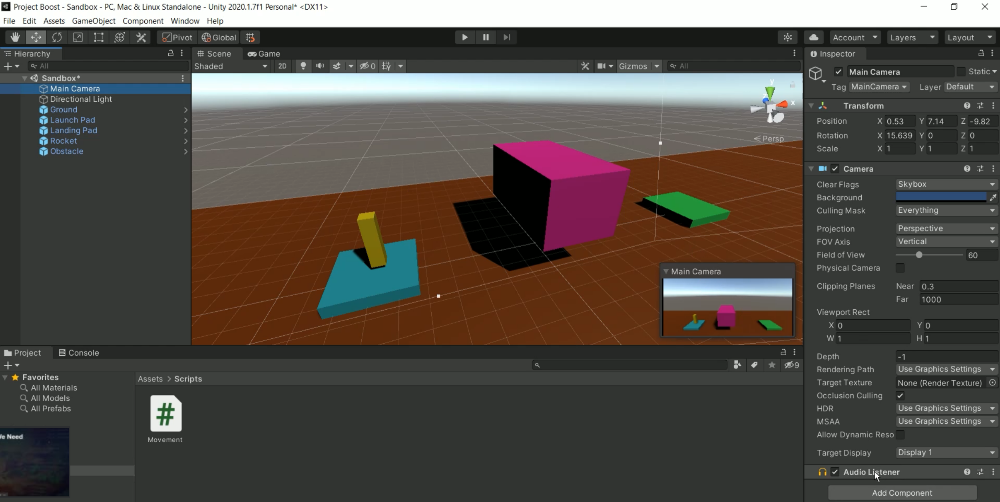 Project Boost - Sandbox - PC, Mac & Linux Standalone - Unity 2020.1.7f1 Personal* <DX11>
File Edit Assets GameObject Component Window Help
Pivot Global Account Layers Layout
Hierarchy
All
Sandbox*
Main Camera
Directional Light
Ground
Launch Pad
Landing Pad
Rocket
Obstacle
Scene Game
Shaded 2D 0 Gizmos All
y
z
x
Persp
Main Camera
Inspector
Main Camera Static
Tag MainCamera Layer Default
Transform
Position X 0.53 Y 7.14 Z -9.82
Rotation X 15.639 Y 0 Z 0
Scale X 1 Y 1 Z 1
Camera
Clear Flags Skybox
Background
Culling Mask Everything
Projection Perspective
FOV Axis Vertical
Field of View 60
Physical Camera
Clipping Planes Near 0.3
Far 1000
Viewport Rect
X 0 Y 0
W 1 H 1
Depth -1
Rendering Path Use Graphics Settings
Target Texture None (Render Texture)
Occlusion Culling
HDR Use Graphics Settings
MSAA Use Graphics Settings
Allow Dynamic Reso
Target Display Display 1
Audio Listener
Add Component
Project Console
9
Favorites
All Materials
All Models
All Prefabs
Assets > Scripts
Movement
Need